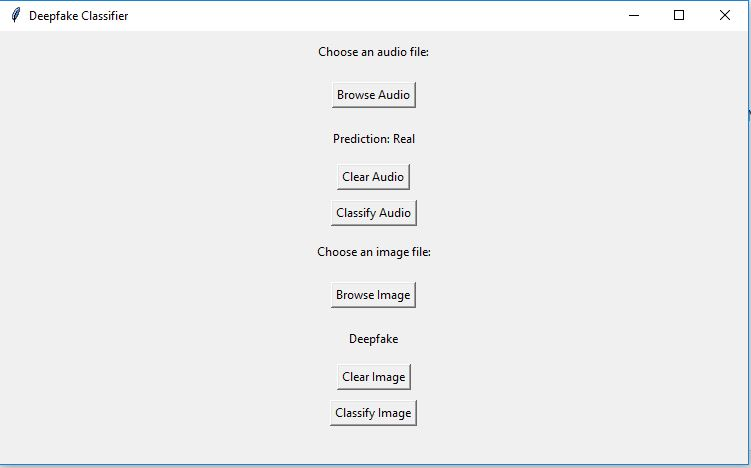 Deepfake Classifier
Choose an audio file:
Browse Audio
Prediction: Real
Clear Audio
Classify Audio
Choose an image file:
Browse Image
Deepfake
Clear Image
Classify Image